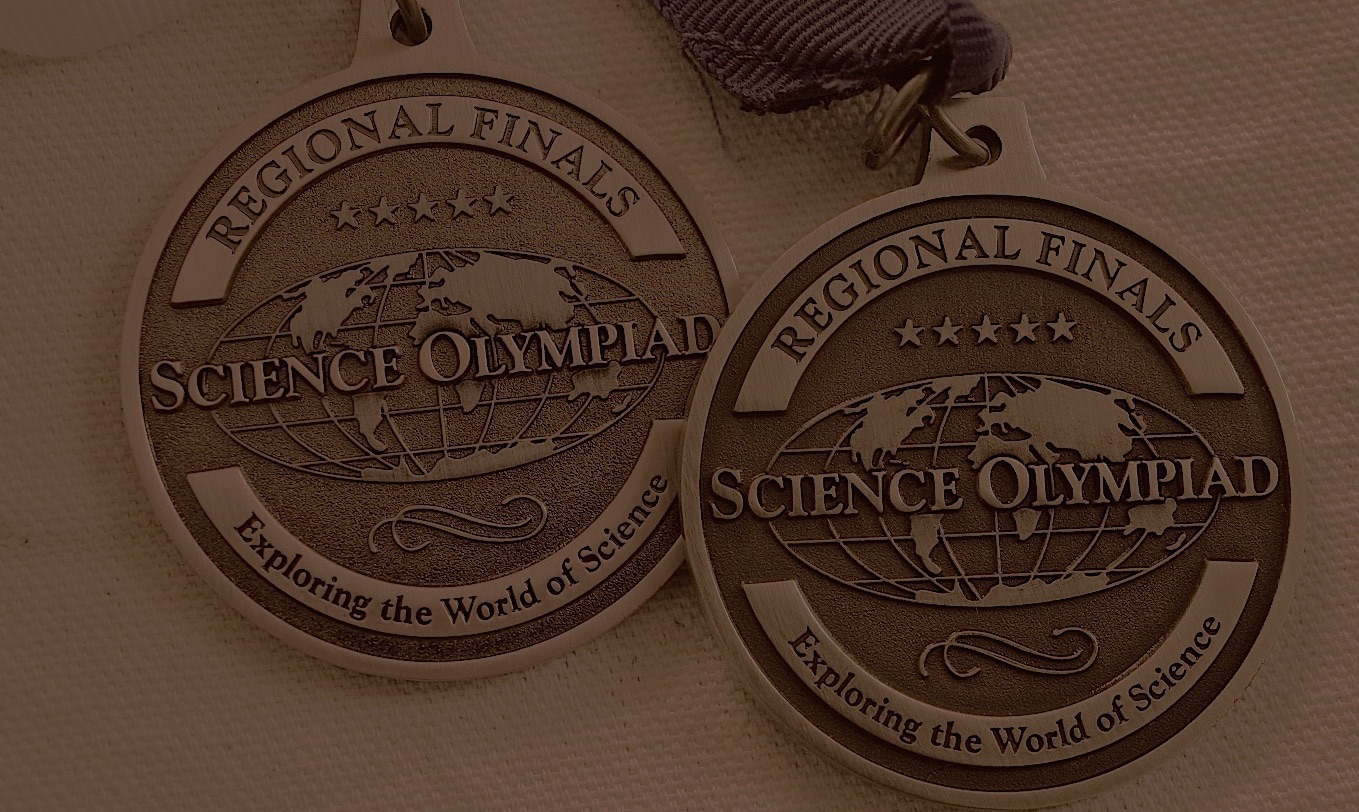 REGIONAL FINALS
SCIENCE OLYMPIAD
Exploring the World of Science
REGIONAL FINALS
SCIENCE OLYMPIAD
Exploring the World of Science